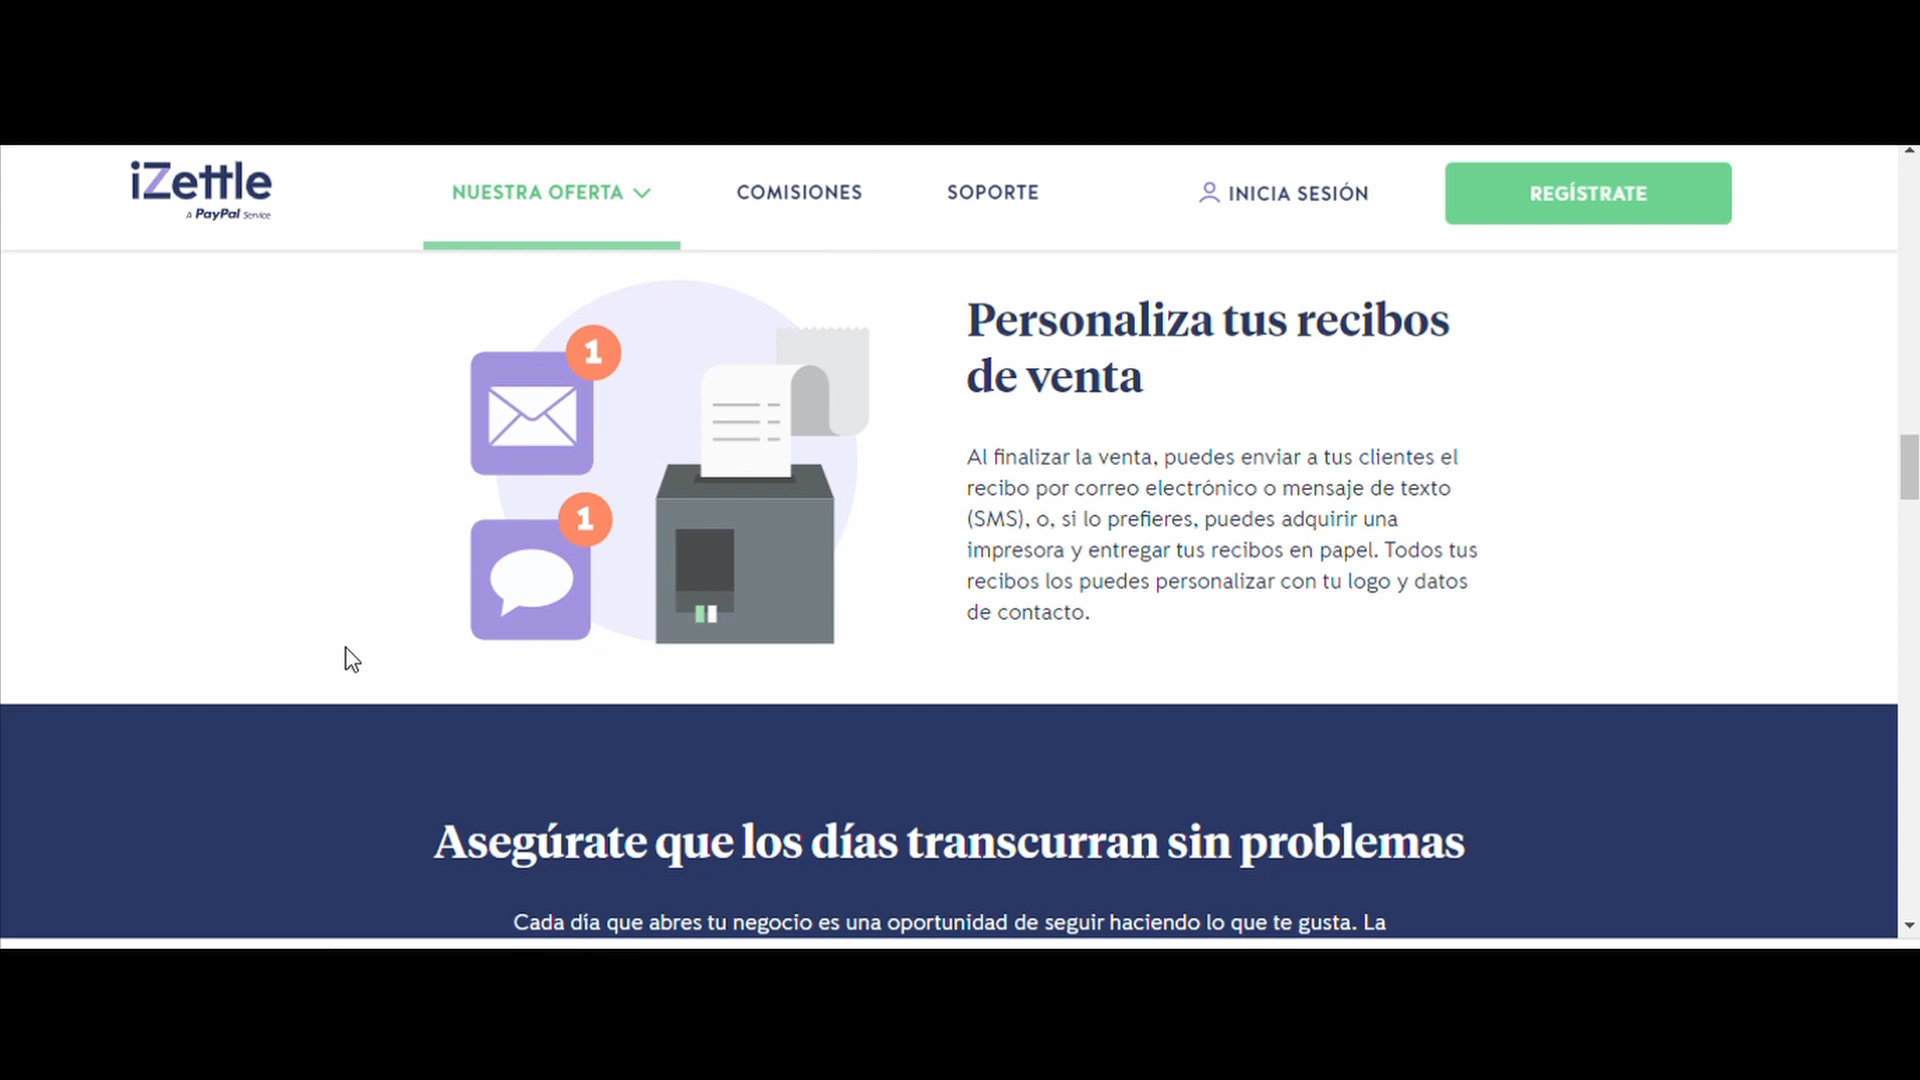 iZettle
A PayPal Service
NUESTRA OFERTA
COMISIONES
SOPORTE
INICIA SESIÓN
REGÍSTRATE
1
1
Personaliza tus recibos
de venta
Al finalizar la venta, puedes enviar a tus clientes el
recibo por correo electrónico o mensaje de texto
(SMS), o, si lo prefieres, puedes adquirir una
impresora y entregar tus recibos en papel. Todos tus
recibos los puedes personalizar con tu logo y datos
de contacto.
Asegúrate que los días transcurran sin problemas
Cada día que abres tu negocio es una oportunidad de seguir haciendo lo que te gusta. La